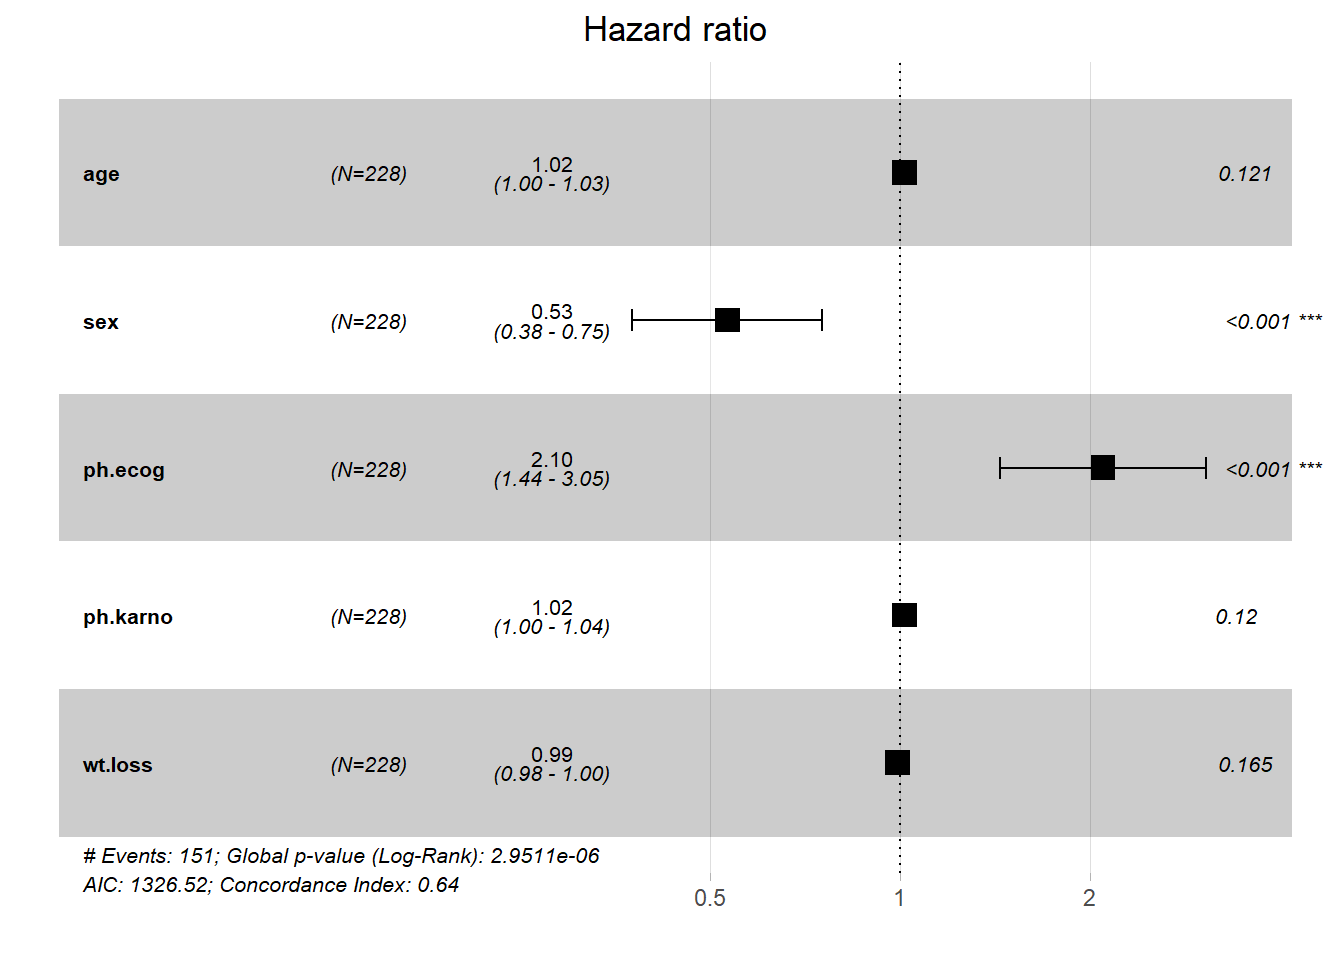 Hazard ratio
age (N=228) 1.02 0.121
(1.00 - 1.03)
sex (N=228) 0.53 <0.001 ***
(0.38 - 0.75)
ph.ecog (N=228) 2.10 <0.001 ***
(1.44 - 3.05)
ph.karno (N=228) 1.02 0.12
(1.00 - 1.04)
wt.loss (N=228) 0.99 0.165
(0.98 - 1.00)
# Events: 151; Global p-value (Log-Rank): 2.9511e-06
AIC: 1326.52; Concordance Index: 0.64
0.5 1 2